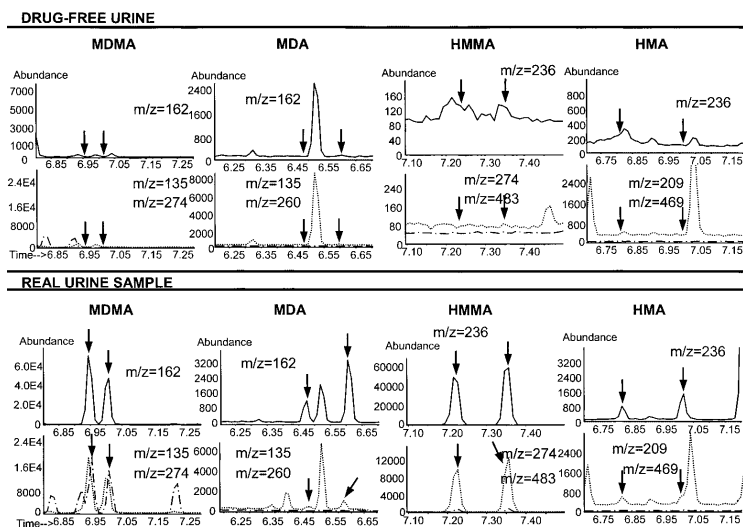 DRUG-FREE URINE
MDMA MDA HMMA HMA
Abundance
7000
5000
3000
1000
0
m/z=162
6.85 6.95 7.05 7.15 7.25
2.4E4
1.6E4
8000
0
m/z=135
m/z=274
Time-->6.85 6.95 7.05 7.15 7.25
Abundance
2400
1600
800
0
m/z=162
6.25 6.35 6.45 6.55 6.65
8000
6000
4000
2000
0
m/z=135
m/z=260
6.25 6.35 6.45 6.55 6.65
Abundance
160
120
80
40
0
m/z=236
7.10 7.20 7.30 7.40
240
160
80
0
m/z=274
m/z=483
7.10 7.20 7.30 7.40
Abundance
800
600
400
200
0
m/z=236
6.75 6.85 6.95 7.05 7.15
2400
1600
800
0
m/z=209
m/z=469
6.75 6.85 6.95 7.05 7.15
REAL URINE SAMPLE
MDMA MDA HMMA HMA
Abundance
6.0E4
4.0E4
2.0E4
0
m/z=162
6.85 6.95 7.05 7.15 7.25
2.4E4
1.6E4
8000
0
m/z=135
m/z=274
Time-->6.85 6.95 7.05 7.15 7.25
Abundance
3200
2400
1600
800
0
m/z=162
6.25 6.35 6.45 6.55 6.65
6000
4000
2000
0
m/z=135
m/z=260
6.25 6.35 6.45 6.55 6.65
m/z=236
Abundance
60000
40000
20000
0
7.10 7.20 7.30 7.40
12000
8000
4000
0
m/z=274
m/z=483
7.10 7.20 7.30 7.40
Abundance
3200
2400
1600
800
0
m/z=236
6.75 6.85 6.95 7.05 7.15
2400
1600
800
0
m/z=209
m/z=469
6.75 6.85 6.95 7.05 7.15